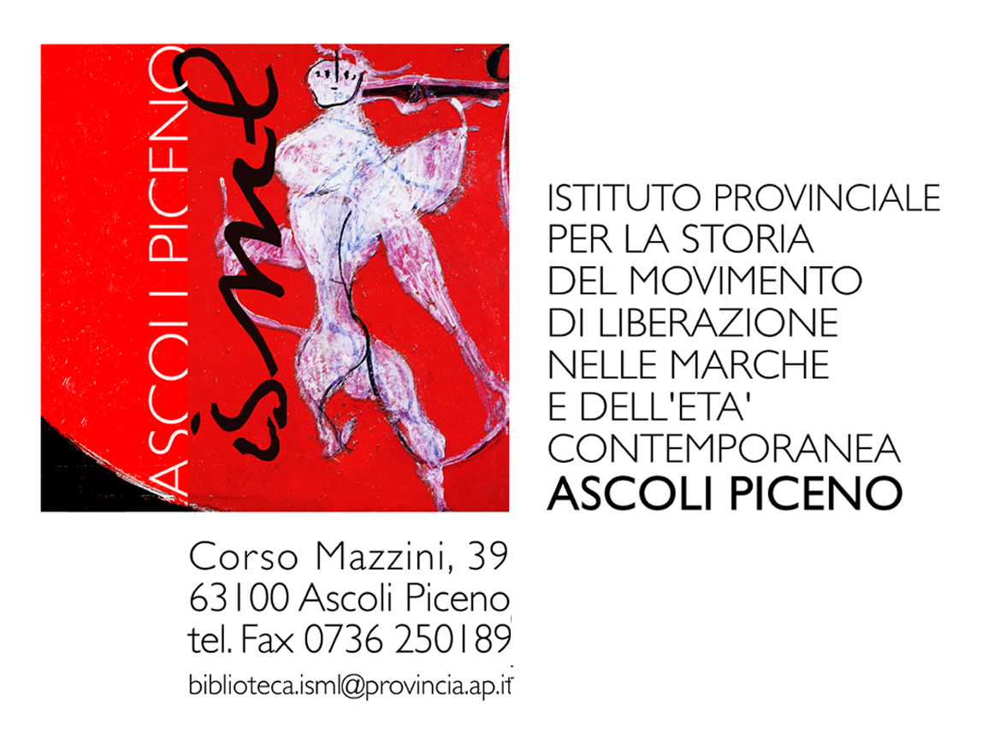 ASCOLI PICENO
isml
ISTITUTO PROVINCIALE
PER LA STORIA
DEL MOVIMENTO
DI LIBERAZIONE
NELLE MARCHE
E DELL'ETA'
CONTEMPORANEA
ASCOLI PICENO
Corso Mazzini, 39
63100 Ascoli Piceno
tel. Fax 0736 250189
biblioteca.isml@provincia.ap.it